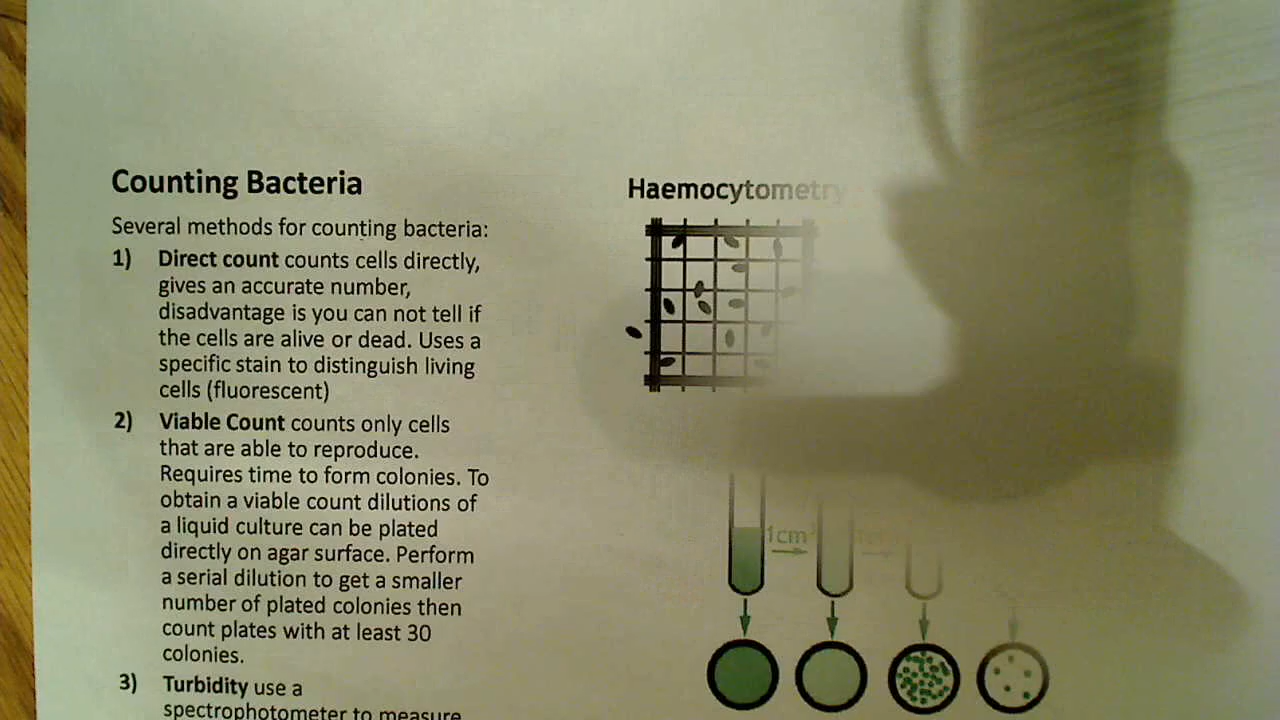 Counting Bacteria
Several methods for counting bacteria:
1) Direct count counts cells directly,
gives an accurate number,
disadvantage is you can not tell if
the cells are alive or dead. Uses a
specific stain to distinguish living
cells (fluorescent)
2) Viable Count counts only cells
that are able to reproduce.
Requires time to form colonies. To
obtain a viable count dilutions of
a liquid culture can be plated
directly on agar surface. Perform
a serial dilution to get a smaller
number of plated colonies then
count plates with at least 30
colonies.
3) Turbidity use a
spectrophotometer to measure
Haemocytometry
1cm